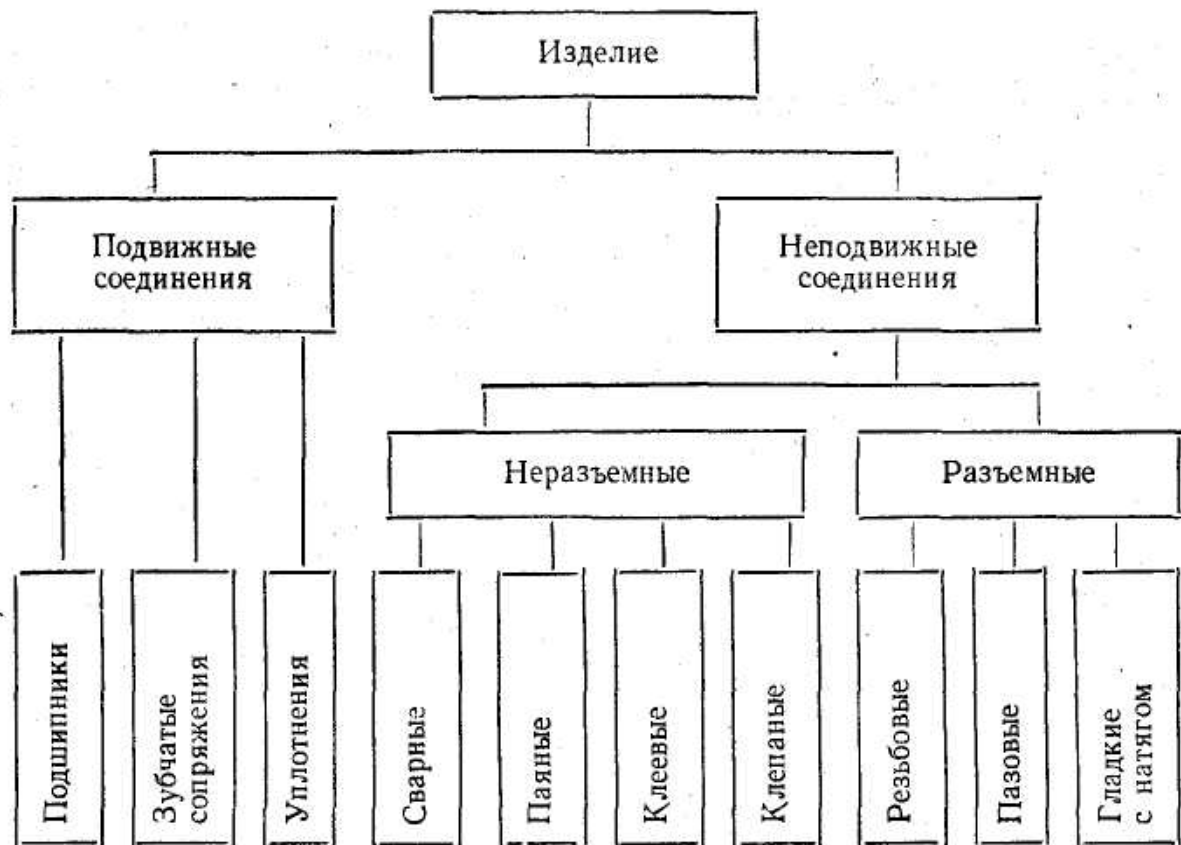 Изделие
Подвижные
соединения
Неподвижные
соединения
Неразъемные
Разъемные
Подшипники
Зубчатые
сопряжения
Уплотнения
Сварные
Паяные
Клеевые
Клепаные
Резьбовые
Пазовые
Гладкие
с натягом